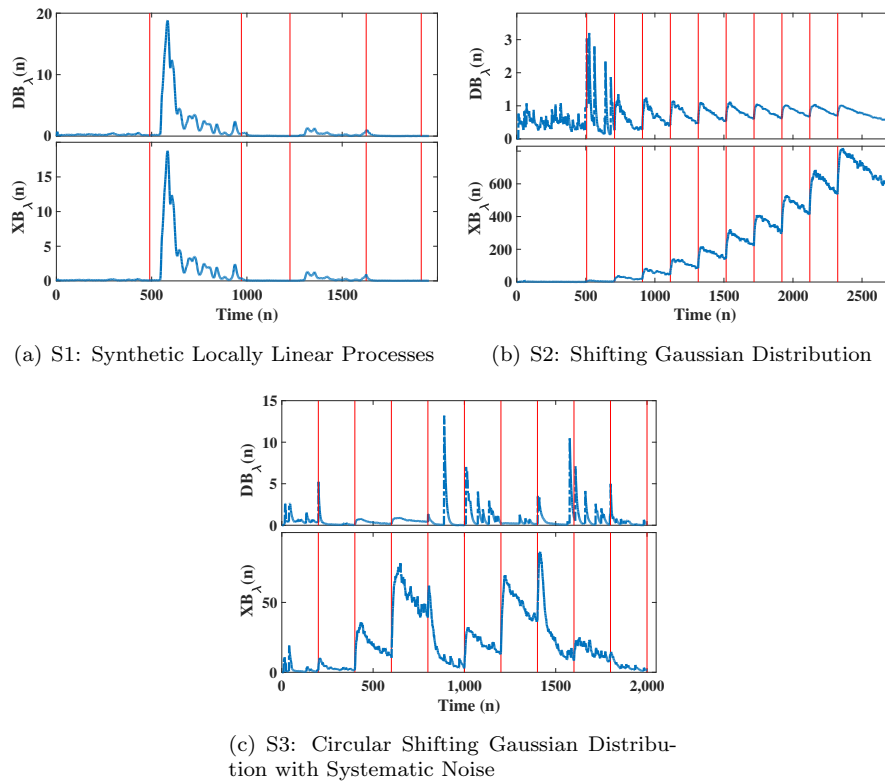 20
10
0
DB_λ(n)
15
10
5
0
XB_λ(n)
0 500 1000 1500
Time (n)
(a) S1: Synthetic Locally Linear Processes
3
2
1
0
DB_λ(n)
600
400
200
0
XB_λ(n)
0 500 1000 1500 2000 2500
Time (n)
(b) S2: Shifting Gaussian Distribution
15
10
5
0
DB_λ(n)
50
0
XB_λ(n)
0 500 1,000 1500 2,000
Time (n)
(c) S3: Circular Shifting Gaussian Distribu-
tion with Systematic Noise